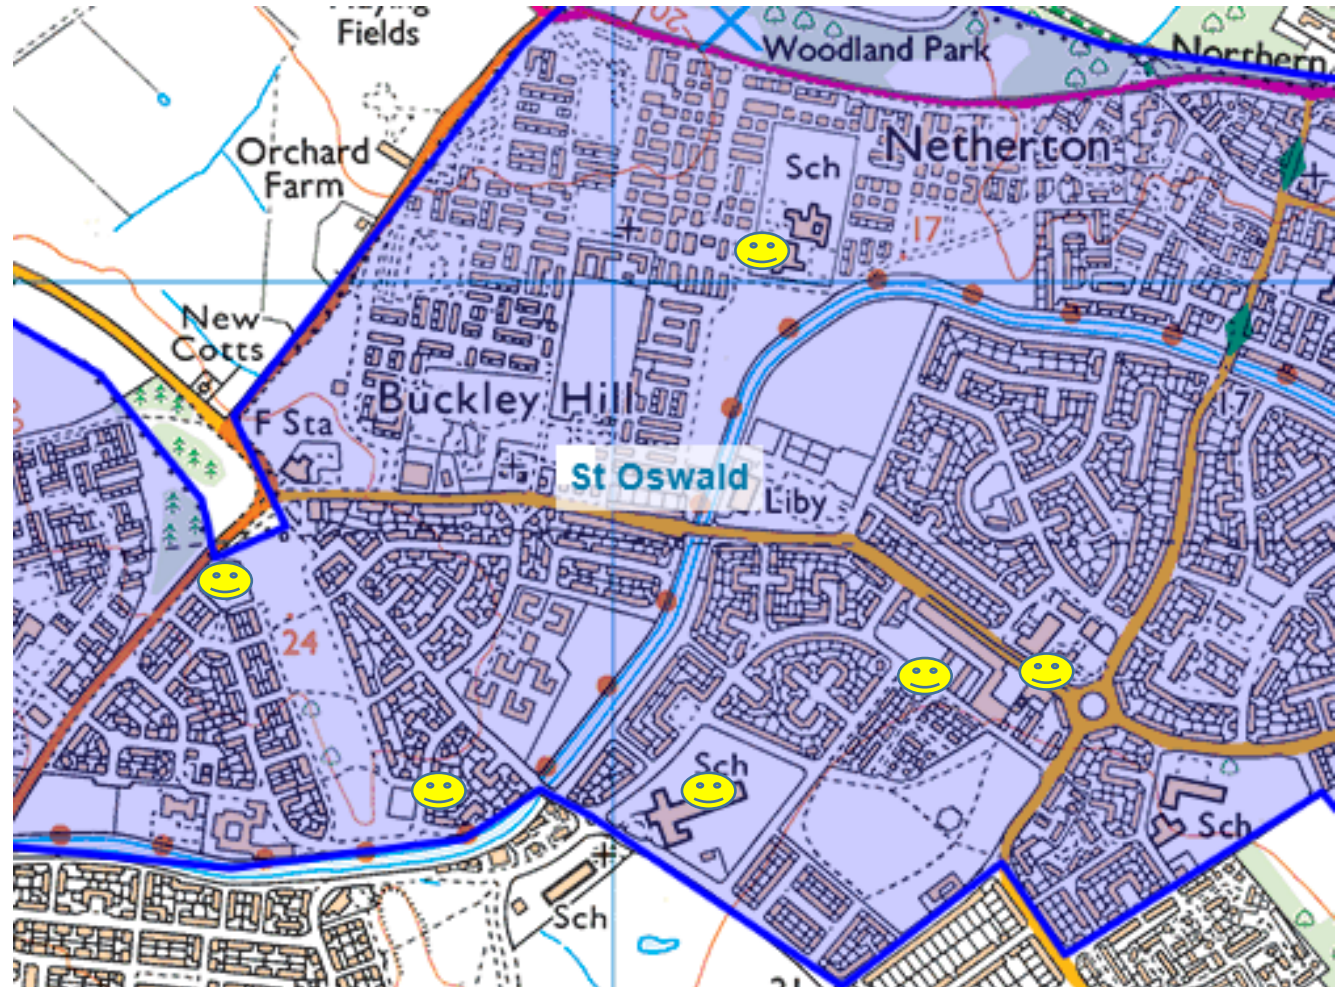 Fields
Woodland Park
Northern
Orchard
Farm
Sch
Netherton
17
New
Cotts
Buckley Hill
F Sta
17
St Oswald
Liby
24
Sch
Sch
Sch